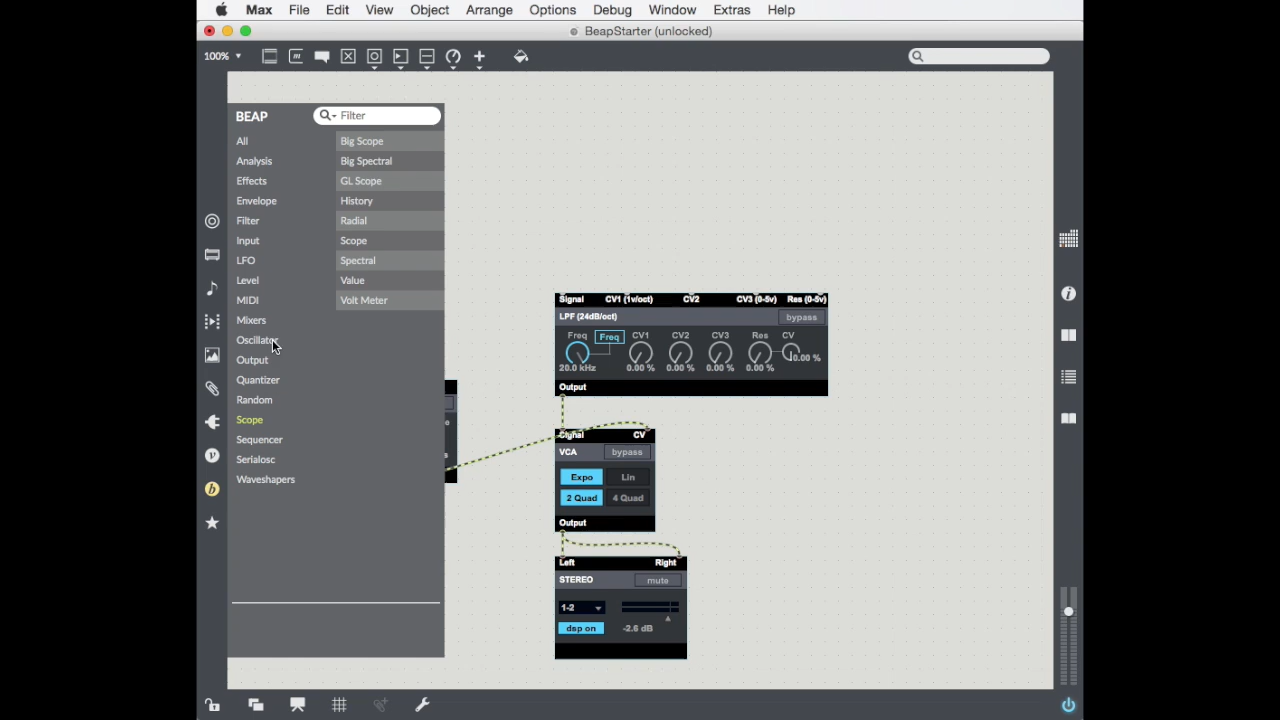 Max File Edit View Object Arrange Options Debug Window Extras Help
BeapStarter (unlocked)
100%
BEAP Filter
All Big Scope
Analysis Big Spectral
Effects GL Scope
Envelope History
Filter Radial
Input Scope
LFO Spectral
Level Value
MIDI Volt Meter
Mixers
Oscillator
Output
Quantizer
Random
Scope
Sequencer
Serialosc
Waveshapers
Signal CV1 (1v/oct) CV2 CV3 (0-5v) Res (0-5v)
LPF (24dB/oct) bypass
Freq Freq CV1 CV2 CV3 Res CV
20.0 kHz 0.00 % 0.00 % 0.00 % 0.00 % 0.00 %
Output
Signal CV
VCA bypass
Expo Lin
2 Quad 4 Quad
Output
Left Right
STEREO mute
1-2
dsp on -2.6 dB